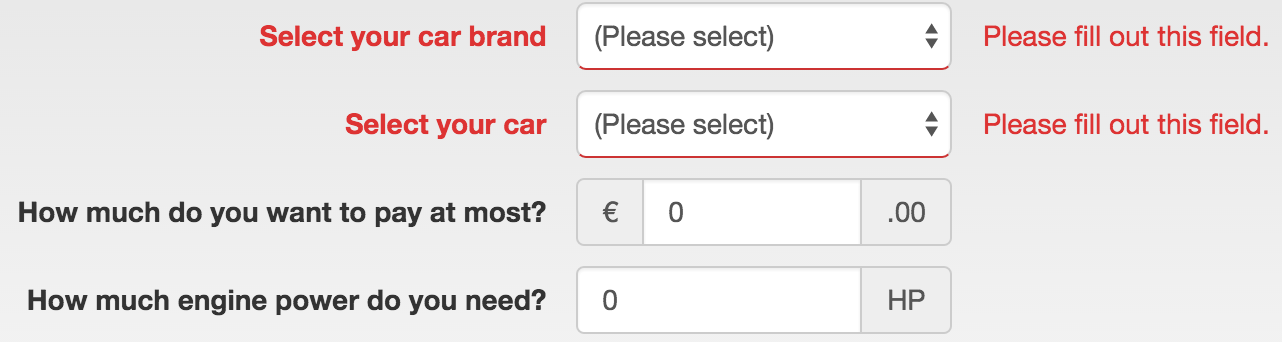 Select your car brand (Please select) Please fill out this field.
Select your car (Please select) Please fill out this field.
How much do you want to pay at most? € 0 .00
How much engine power do you need? 0 HP